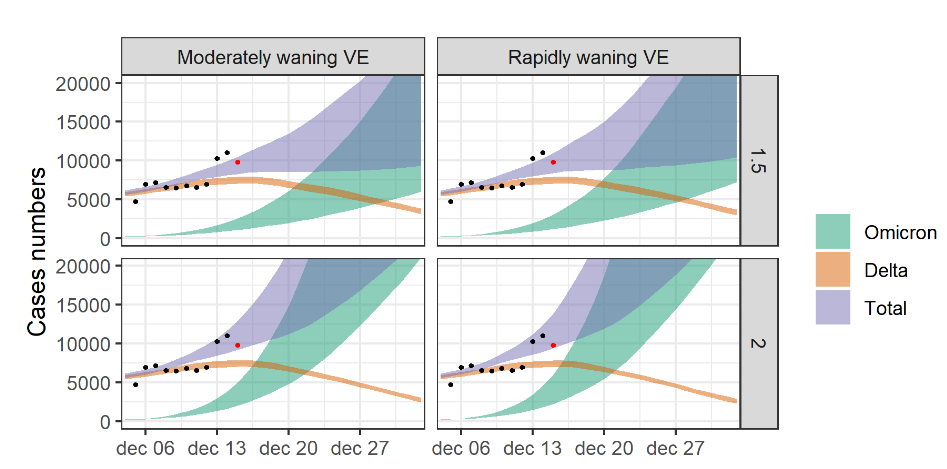 Moderately waning VE
Rapidly waning VE
Cases numbers
20000
15000
10000
5000
0
1.5
20000
15000
10000
5000
0
2
dec 06 dec 13 dec 20 dec 27
dec 06 dec 13 dec 20 dec 27
Omicron
Delta
Total